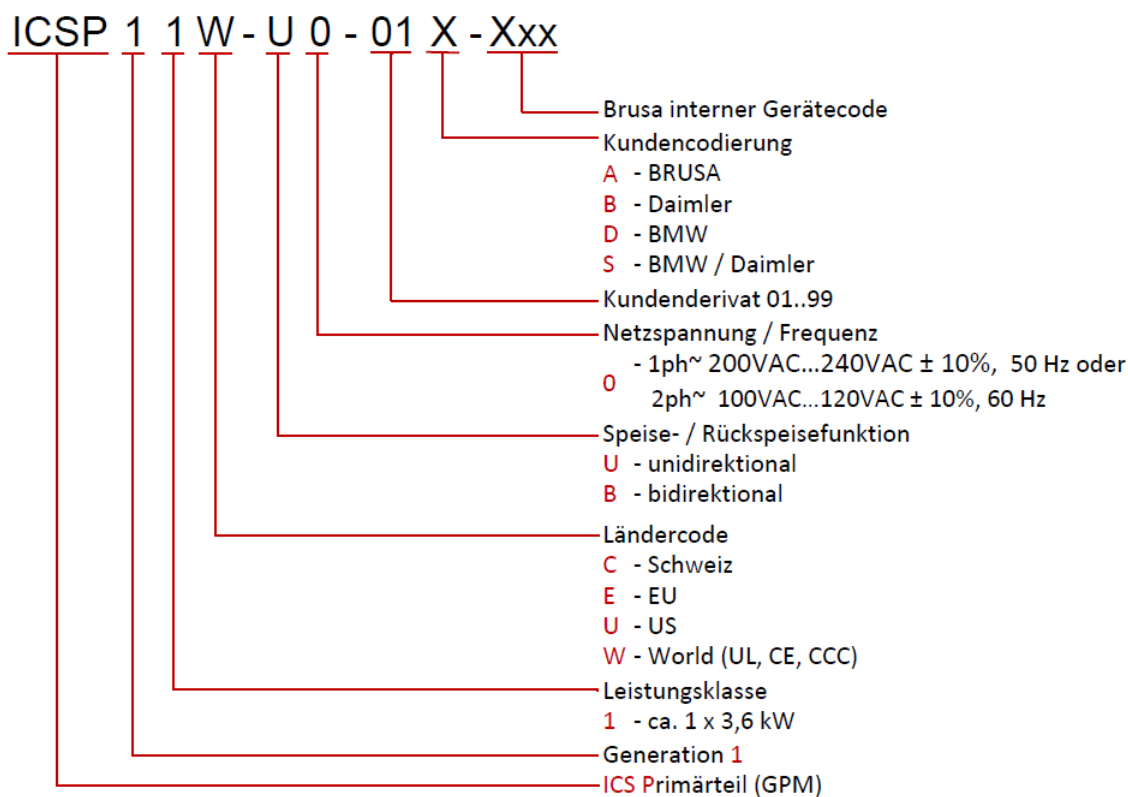 ICSP 1 1 W - U 0 - 01 X - Xxx
Brusa interner Gerätecode
Kundencodierung
A - BRUSA
B - Daimler
D - BMW
S - BMW / Daimler
Kundenderivat 01..99
Netzspannung / Frequenz
0 - 1ph~ 200VAC...240VAC ± 10%, 50 Hz oder
2ph~ 100VAC...120VAC ± 10%, 60 Hz
Speise- / Rückspeisefunktion
U - unidirektional
B - bidirektional
Ländercode
C - Schweiz
E - EU
U - US
W - World (UL, CE, CCC)
Leistungsklasse
1 - ca. 1 x 3,6 kW
Generation 1
ICS Primärteil (GPM)